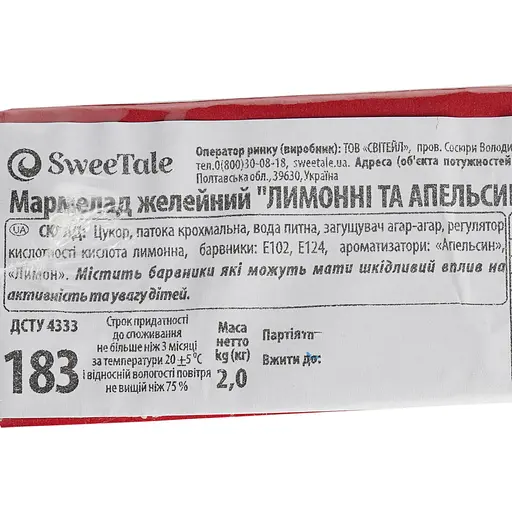 SweeTale
Оператор ринку (виробник): ТОВ «СВІТЕЙЛ», пров. Сосюри Володи
тел.0(800)30-08-18, sweetale.ua. Адреса (об'єкта потужностей
Полтавська обл., 39630, Україна
Мармелад желейний "ЛИМОННІ ТА АПЕЛЬСИ
UA СКЛАД: Цукор, патока крохмальна, вода питна, загущувач агар-агар, регулятор
кислотності кислота лимонна, барвники: Е102, Е124, ароматизатори: «Апельсин»,
«Лимон». Містить барвники які можуть мати шкідливий вплив на
активність та увагу дітей.
ДСТУ 4333
183
Строк придатності
до споживання
не більше ніж 3 місяці
за температури 20 ±5°С
і відносній вологості повітря
не вищій ніж 75 %
Маса
нетто
kg (кг)
2,0
Партія
Вжити до: